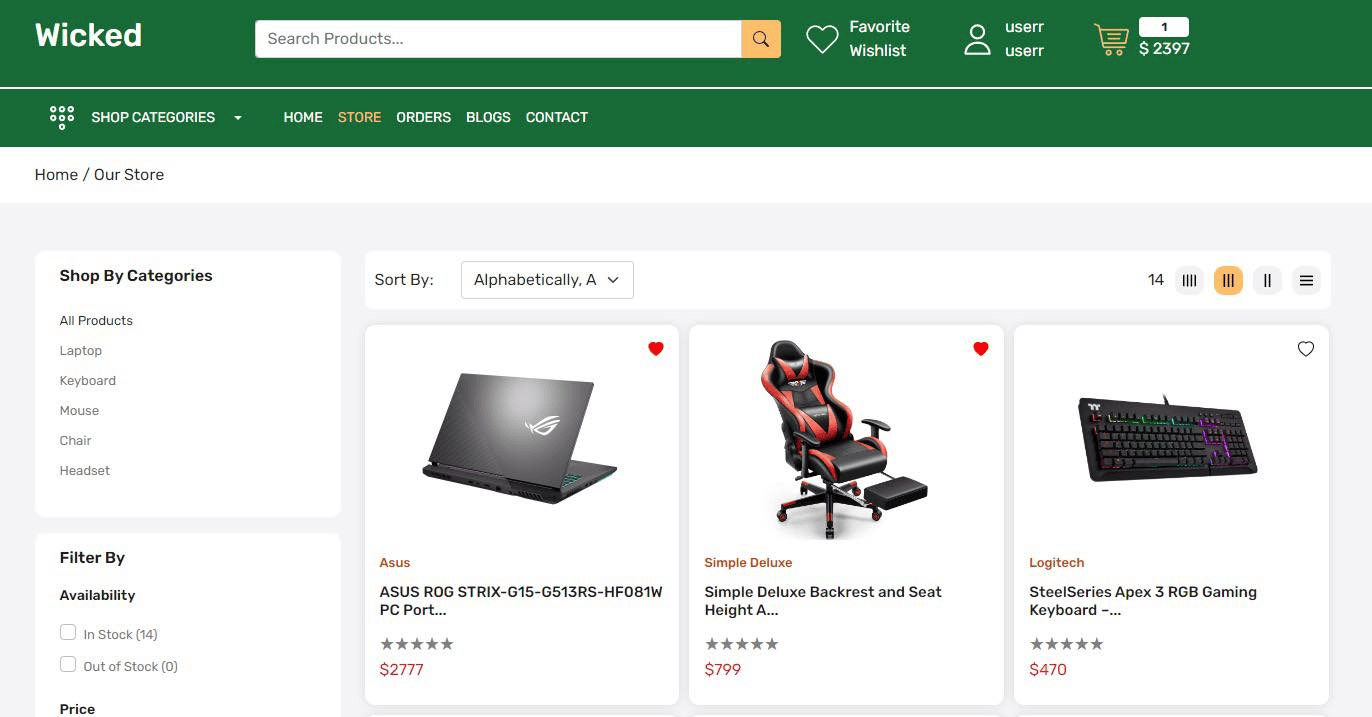 Wicked
Search Products...
Favorite
Wishlist
userr
userr
1
$ 2397
SHOP CATEGORIES
HOME STORE ORDERS BLOGS CONTACT
Home / Our Store
Shop By Categories
All Products
Laptop
Keyboard
Mouse
Chair
Headset
Filter By
Availability
In Stock (14)
Out of Stock (0)
Price
Sort By: Alphabetically, A
14
Asus
ASUS ROG STRIX-G15-G513RS-HF081W
PC Port...
$2777
Simple Deluxe
Simple Deluxe Backrest and Seat
Height A...
$799
Logitech
SteelSeries Apex 3 RGB Gaming
Keyboard –...
$470